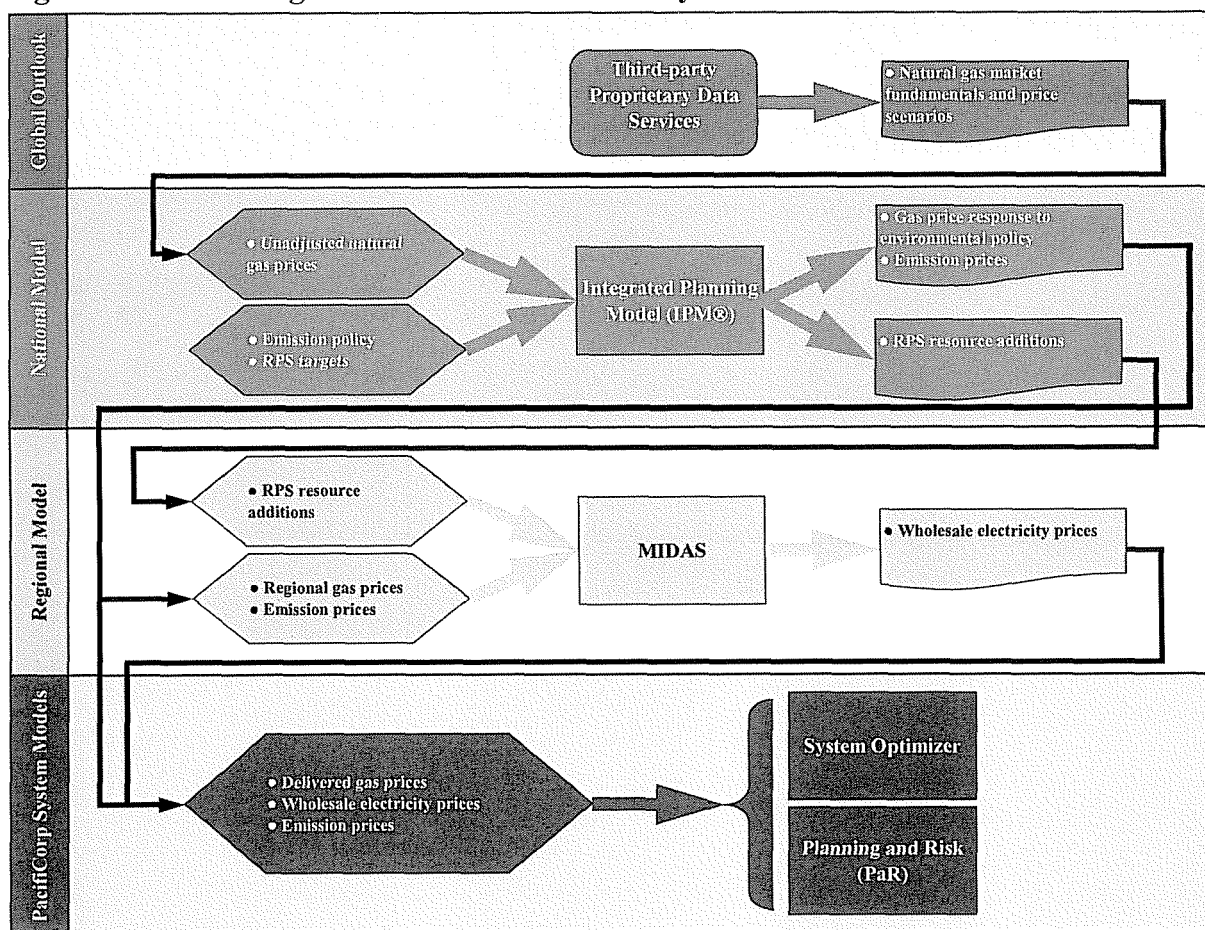 Global Outlook
Third-party
Proprietary Data
Services
● Natural gas market
fundamentals and price
scenarios
National Model
● Unadjusted natural
gas prices
● Emission policy
● RPS targets
Integrated Planning
Model (IPM®)
● Gas price response to
environmental policy
● Emission prices
● RPS resource additions
Regional Model
● RPS resource
additions
● Regional gas prices
● Emission prices
MIDAS
● Wholesale electricity prices
PacifiCorp System Models
● Delivered gas prices
● Wholesale electricity prices
● Emission prices
System Optimizer
Planning and Risk
(PaR)